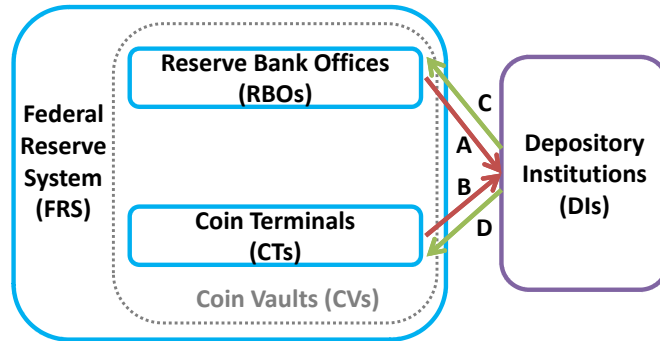 Reserve Bank Offices
(RBOs)
Federal
Reserve
System
(FRS)
C
A
Depository
Institutions
(DIs)
B
Coin Terminals
(CTs)
D
Coin Vaults (CVs)